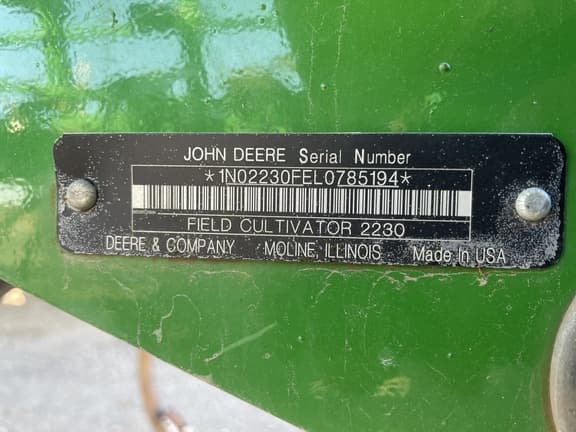 JOHN DEERE Serial Number
*1N02230FEL0785194*
FIELD CULTIVATOR 2230
DEERE & COMPANY MOLINE, ILLINOIS Made In USA